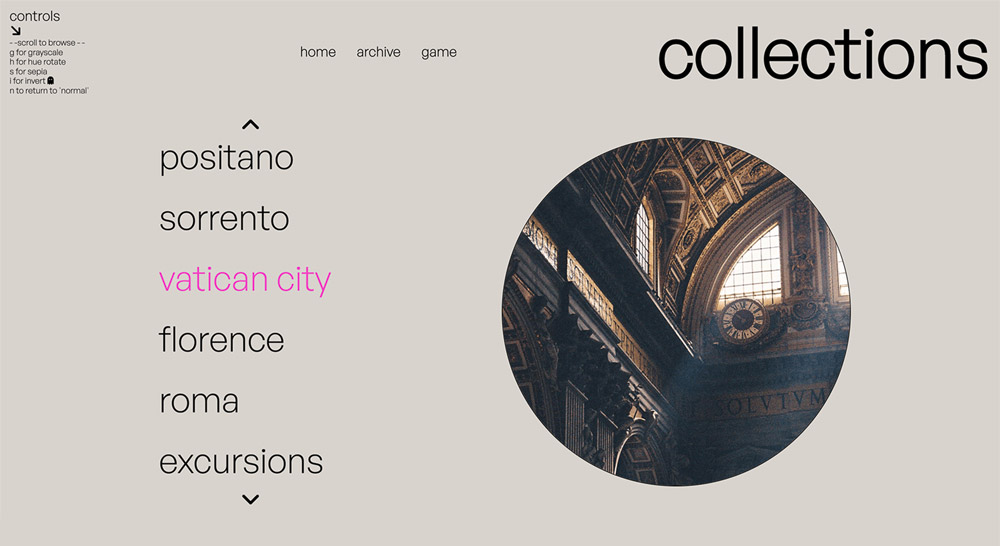 controls
--scroll to browse--
g for grayscale
h for hue rotate
s for sepia
i for invert
n to return to 'normal'
home archive game
collections
positano
sorrento
vatican city
florence
roma
excursions
SOLVTVM